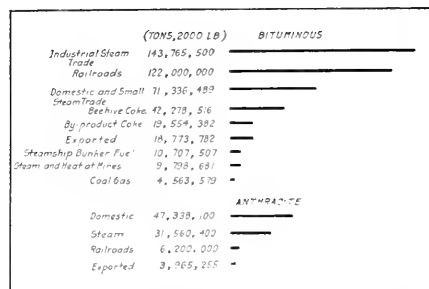 (TONS, 2000 LB) BITUMINOUS
Industrial Steam Trade 143,765,500
Railroads 122,000,000
Domestic and Small Steam Trade 71,336,489
Beehive Coke. 42,278,516
By-product Coke 19,554,382
Exported 18,773,782
Steamship Bunker Fuel 10,707,507
Steam and Heat at Mines 9,798,681
Coal Gas 4,563,579
ANTHRACITE
Domestic 47,338,100
Steam 31,560,400
Railroads 6,200,000
Exported 3,965,255